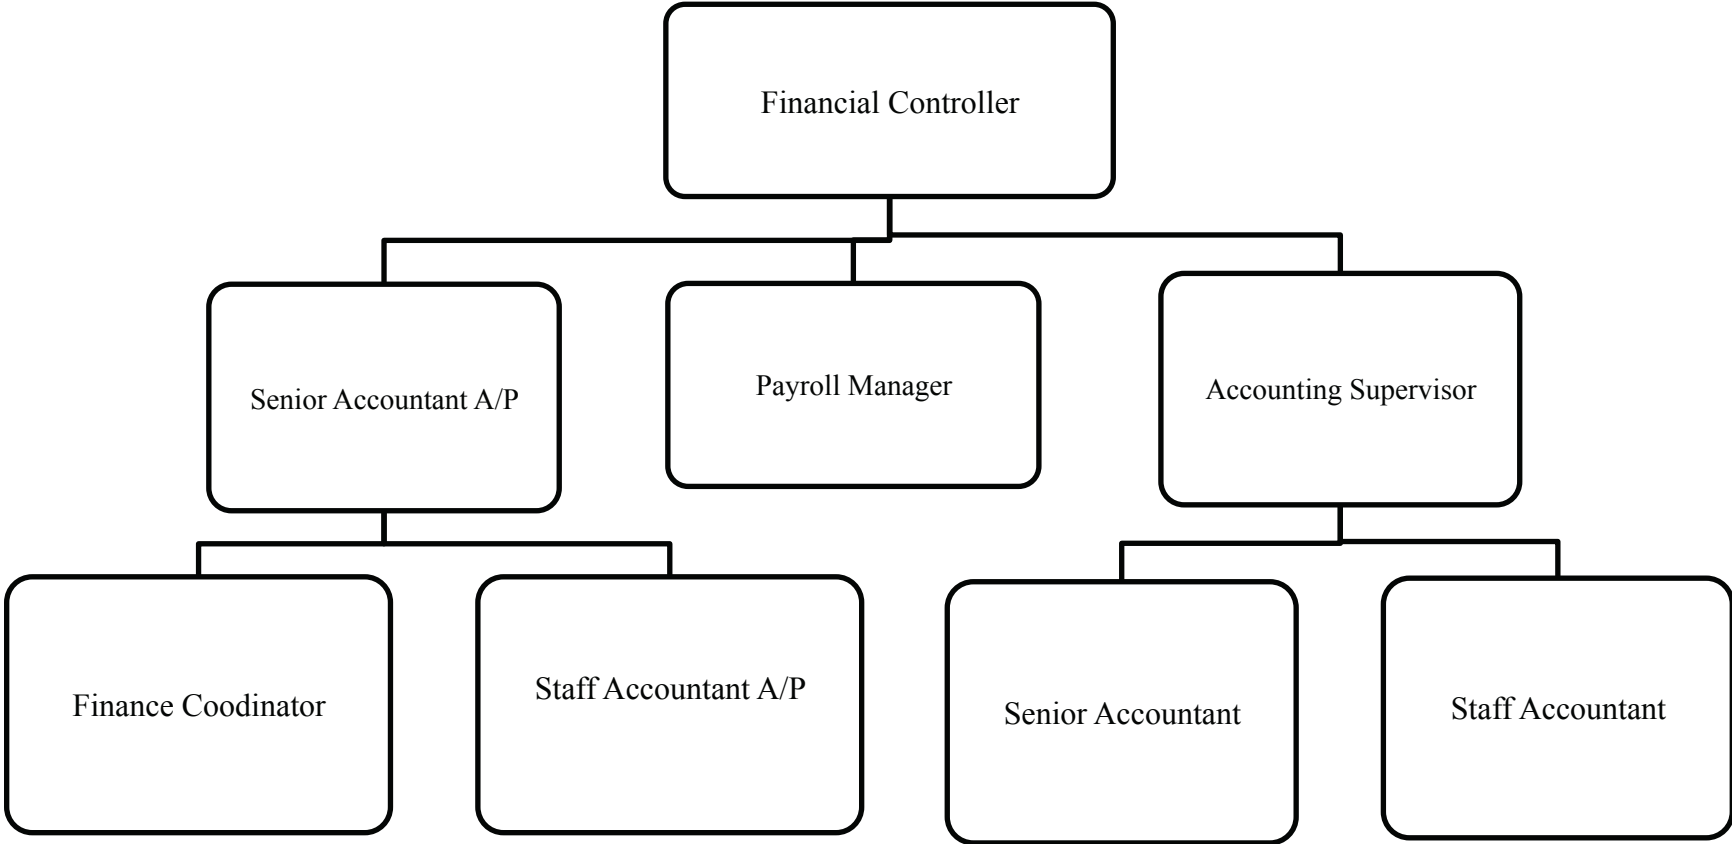 Financial Controller
Senior Accountant A/P
Payroll Manager
Accounting Supervisor
Finance Coodinator
Staff Accountant A/P
Senior Accountant
Staff Accountant